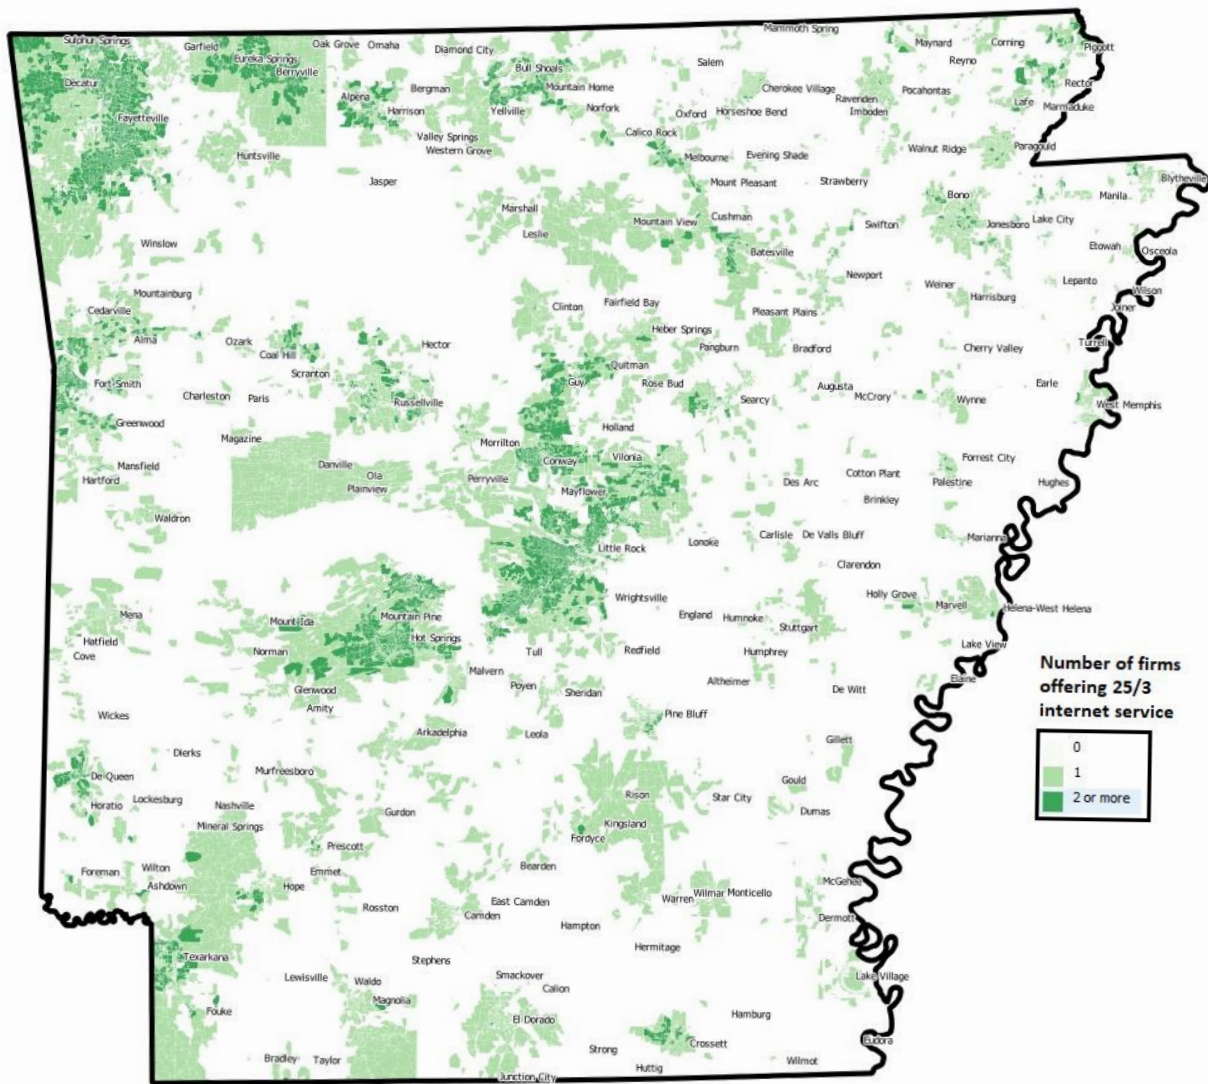 Mammoth Spring
Sulphur Springs
Garfield
Oak Grove
Omaha
Diamond City
Maynard
Corning
Piggott
Eureka Springs
Salem
Reyno
Berryville
Bull Shoals
Decatur
Bergman
Mountain Home
Cherokee Village
Pocahontas
Rector
Alpena
Ravenden
Lafe
Marmaduke
Harrison
Yellville
Norfork
Oxford
Horseshoe Bend
Imboden
Fayetteville
Calico Rock
Valley Springs
Western Grove
Walnut Ridge
Paragould
Huntsville
Melbourne
Evening Shade
Jasper
Mount Pleasant
Strawberry
Blytheville
Bono
Manila
Marshall
Mountain View
Cushman
Swifton
Jonesboro
Lake City
Leslie
Winslow
Batesville
Etowah
Osceola
Newport
Weiner
Lepanto
Mountainburg
Wilson
Harrisburg
Cedarville
Clinton
Fairfield Bay
Pleasant Plains
Joiner
Heber Springs
Alma
Ozark
Hector
Pangburn
Bradford
Cherry Valley
Turrell
Coal Hill
Quitman
Scranton
Guy
Rose Bud
Fort Smith
Augusta
Earle
Charleston
Paris
Russellville
Searcy
McCrory
Wynne
West Memphis
Greenwood
Holland
Magazine
Morrilton
Mansfield
Danville
Conway
Vilonia
Forrest City
Hartford
Ola
Perryville
Des Arc
Cotton Plant
Palestine
Hughes
Plainview
Mayflower
Brinkley
Waldron
Little Rock
Lonoke
Carlisle
De Valls Bluff
Marianna
Clarendon
Wrightsville
Holly Grove
Marvell
Helena-West Helena
Mena
Mount Ida
Mountain Pine
England
Humnoke
Stuttgart
Hatfield
Hot Springs
Cove
Norman
Tull
Redfield
Humphrey
Lake View
Malvern
Altheimer
Elaine
Glenwood
Poyen
Sheridan
De Witt
Amity
Wickes
Pine Bluff
Arkadelphia
Leola
Gillett
Dierks
De Queen
Murfreesboro
Gould
Horatio
Lockesburg
Nashville
Gurdon
Rison
Star City
Dumas
Mineral Springs
Kingsland
Fordyce
Prescott
Foreman
Wilton
Emmet
Bearden
Ashdown
Hope
McGehee
Rosston
East Camden
Warren
Wilmar
Monticello
Camden
Hampton
Dermott
Hermitage
Texarkana
Stephens
Lewisville
Waldo
Smackover
Calion
Lake Village
Magnolia
Fouke
El Dorado
Hamburg
Crossett
Eudora
Bradley
Taylor
Strong
Huttig
Wilmot
Junction City
Number of firms
offering 25/3
internet service
0
1
2 or more